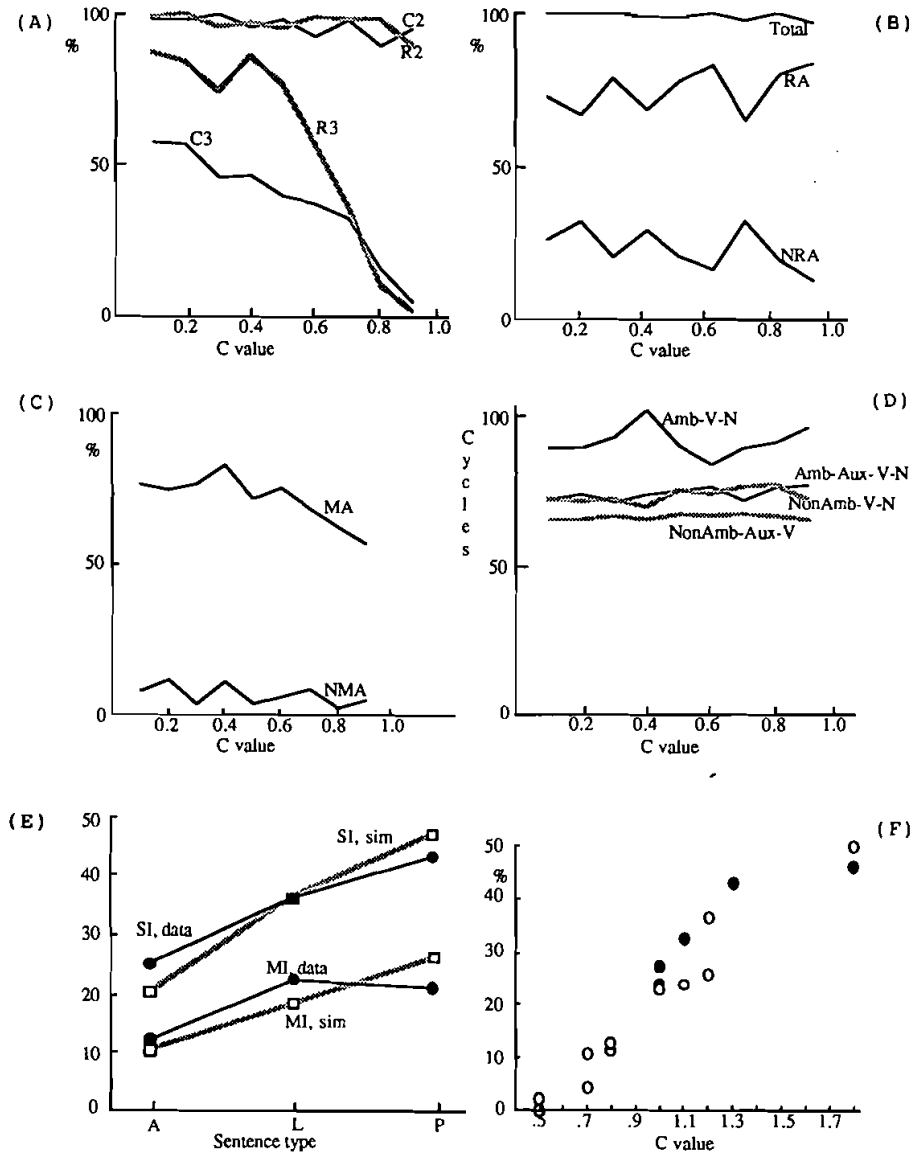 (A)
100
%
50
0
C2
R2
R3
C3
0.2 0.4 0.6 0.8 1.0
C value
(B)
100
%
50
0
Total
RA
NRA
0.2 0.4 0.6 0.8 1.0
C value
(C)
100
%
50
0
MA
NMA
0.2 0.4 0.6 0.8 1.0
C value
(D)
100
50
0
C
y
c
l
e
s
Amb-V-N
Amb-Aux-V-N
NonAmb-V-N
NonAmb-Aux-V
0.2 0.4 0.6 0.8 1.0
C value
(E)
50
40
30
20
10
0
SI, sim
SI, data
MI, data
MI, sim
A L P
Sentence type
(F)
50
%
40
30
20
10
0
.5 .7 .9 1.1 1.3 1.5 1.7
C value